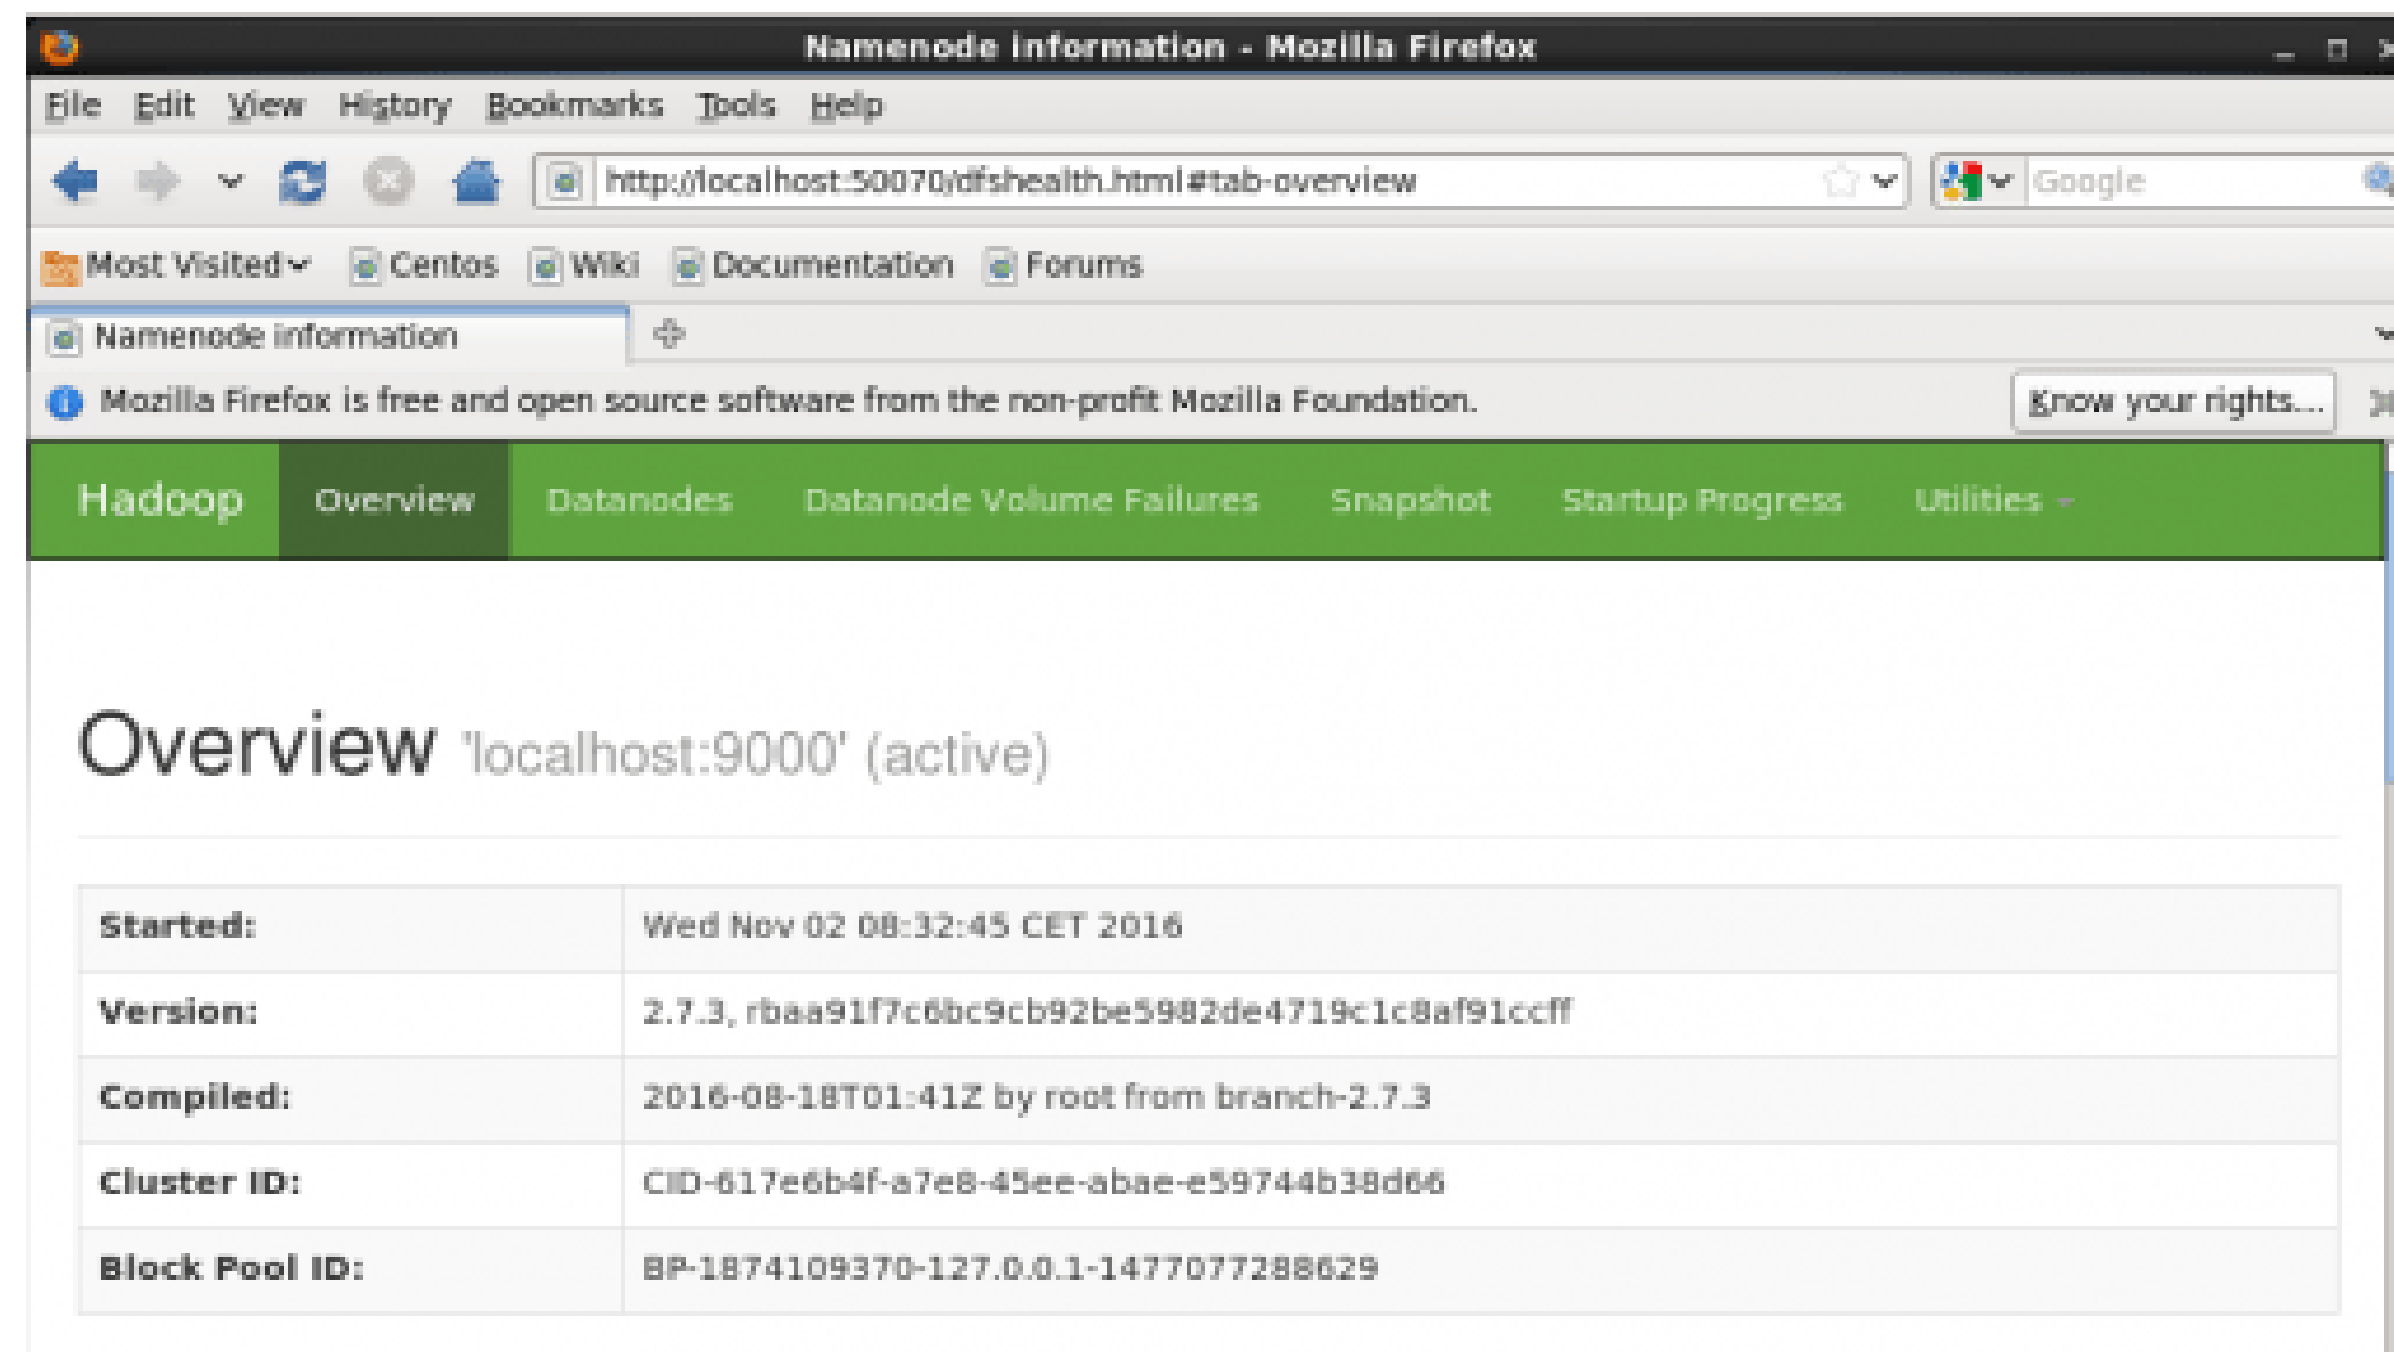 Namenode information - Mozilla Firefox
File Edit View History Bookmarks Tools Help
http://localhost:50070/dfshealth.html#tab-overview Google
Most Visited Centos Wiki Documentation Forums
Namenode information
Mozilla Firefox is free and open source software from the non-profit Mozilla Foundation. Know your rights...
Hadoop Overview Datanodes Datanode Volume Failures Snapshot Startup Progress Utilities
Overview 'localhost:9000' (active)
Started: Wed Nov 02 08:32:45 CET 2016
Version: 2.7.3, rbaa91f7c6bc9cb92be5982de4719c1c8af91ccff
Compiled: 2016-08-18T01:41Z by root from branch-2.7.3
Cluster ID: CID-617e6b4f-a7e8-45ee-abae-e59744b38d66
Block Pool ID: BP-1874109370-127.0.0.1-1477077288629